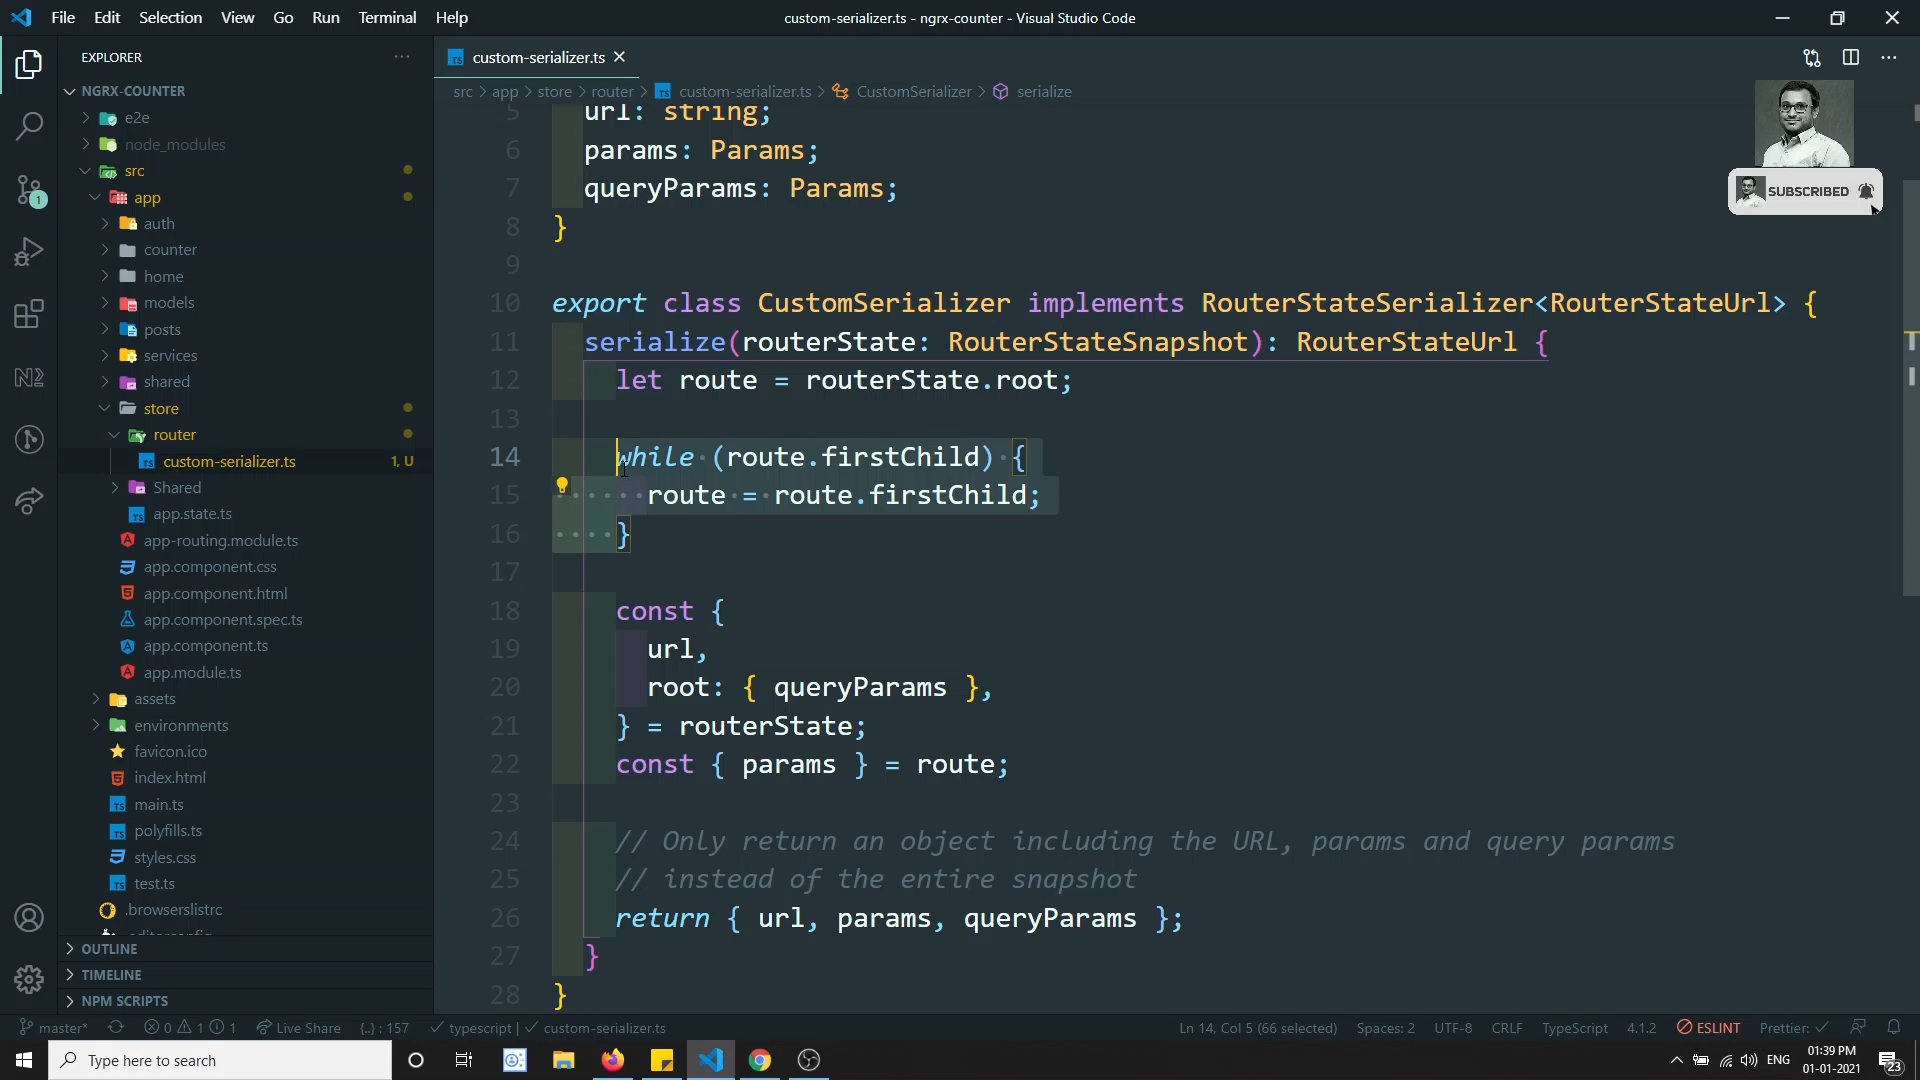 File Edit Selection View Go Run Terminal Help
custom-serializer.ts - ngrx-counter - Visual Studio Code
EXPLORER
NGRX-COUNTER
e2e
node_modules
src
app
auth
counter
home
models
posts
services
shared
store
router
custom-serializer.ts 1, U
Shared
app.state.ts
app-routing.module.ts
app.component.css
app.component.html
app.component.spec.ts
app.component.ts
app.module.ts
assets
environments
favicon.ico
index.html
main.ts
polyfills.ts
styles.css
test.ts
.browserslistrc
OUTLINE
TIMELINE
NPM SCRIPTS
custom-serializer.ts
src > app > store > router > TS custom-serializer.ts > CustomSerializer > serialize
SUBSCRIBED
5 url: string;
6 params: Params;
7 queryParams: Params;
8 }
9
10 export class CustomSerializer implements RouterStateSerializer<RouterStateUrl> {
11 serialize(routerState: RouterStateSnapshot): RouterStateUrl {
12 let route = routerState.root;
13
14 while (route.firstChild) {
15 route = route.firstChild;
16 }
17
18 const {
19 url,
20 root: { queryParams },
21 } = routerState;
22 const { params } = route;
23
24 // Only return an object including the URL, params and query params
25 // instead of the entire snapshot
26 return { url, params, queryParams };
27 }
28 }
master* 0 1 1 Live Share {..} : 157 typescript | custom-serializer.ts Ln 14, Col 5 (66 selected) Spaces: 2 UTF-8 CRLF TypeScript 4.1.2 ESLINT Prettier:
Type here to search
ENG
01:39 PM
01-01-2021
23